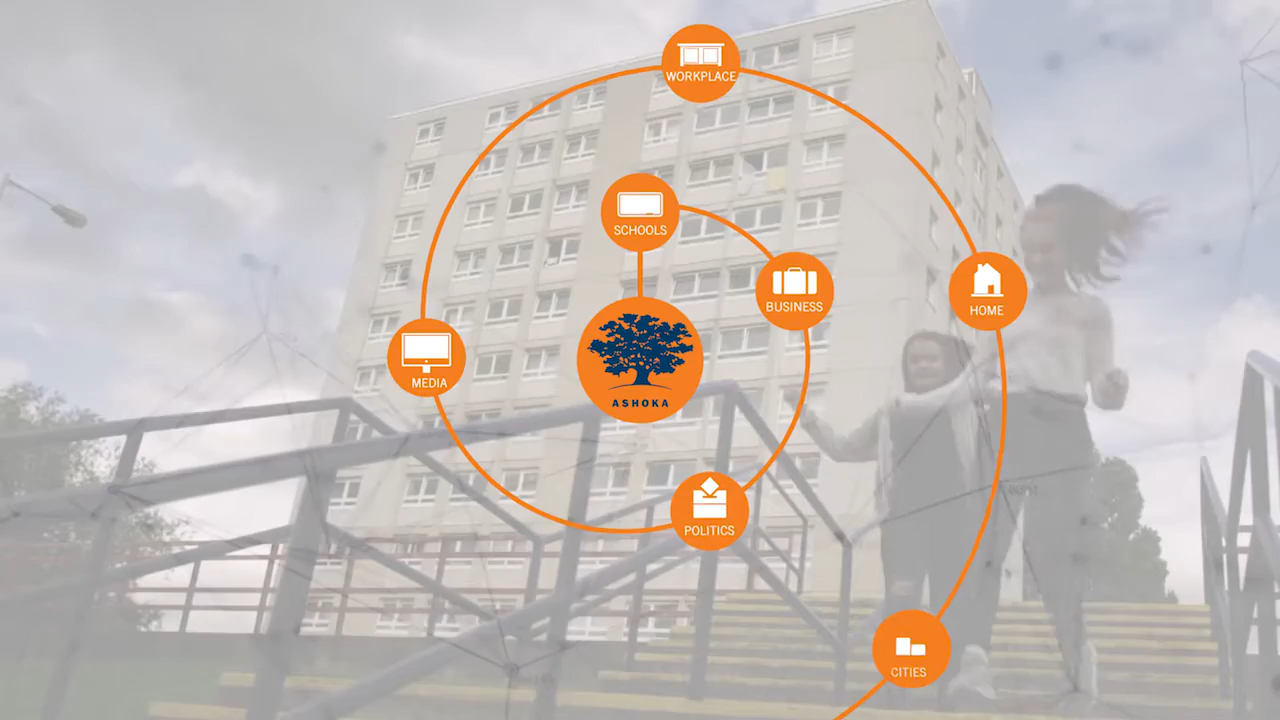 WORKPLACE
SCHOOLS
BUSINESS
HOME
MEDIA
ASHOKA
POLITICS
CITIES